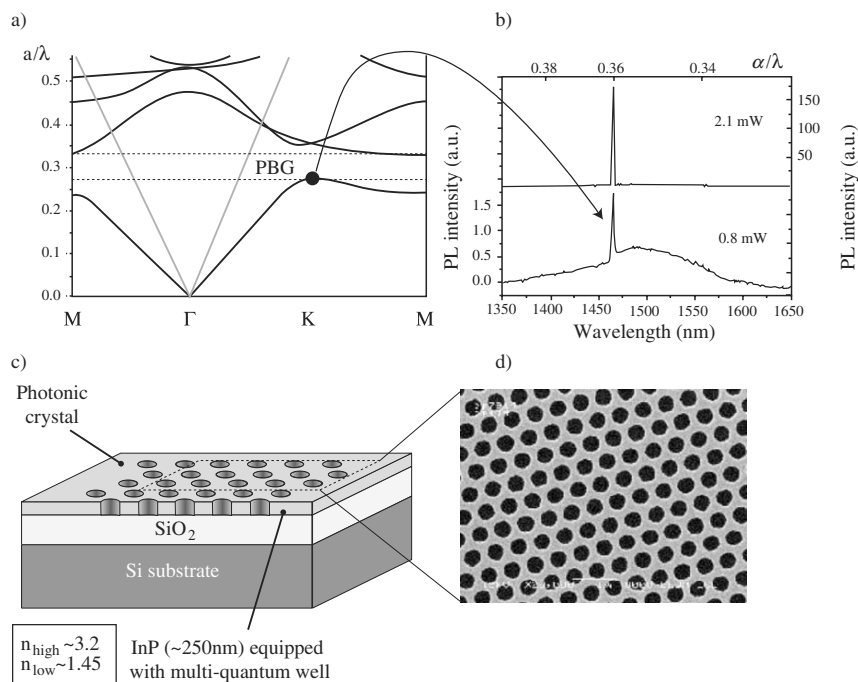 a)
a/λ
0.5
0.4
0.3
0.2
0.1
0.0
PBG
M
Γ
K
M
b)
0.38
0.36
0.34
α/λ
PL intensity (a.u.)
1.5
1.0
0.5
0.0
2.1 mW
0.8 mW
150
100
50
PL intensity (a.u.)
1350
1400
1450
1500
1550
1600
1650
Wavelength (nm)
c)
Photonic
crystal
SiO2
Si substrate
nhigh ~3.2
nlow~1.45
InP (~250nm) equipped
with multi-quantum well
d)